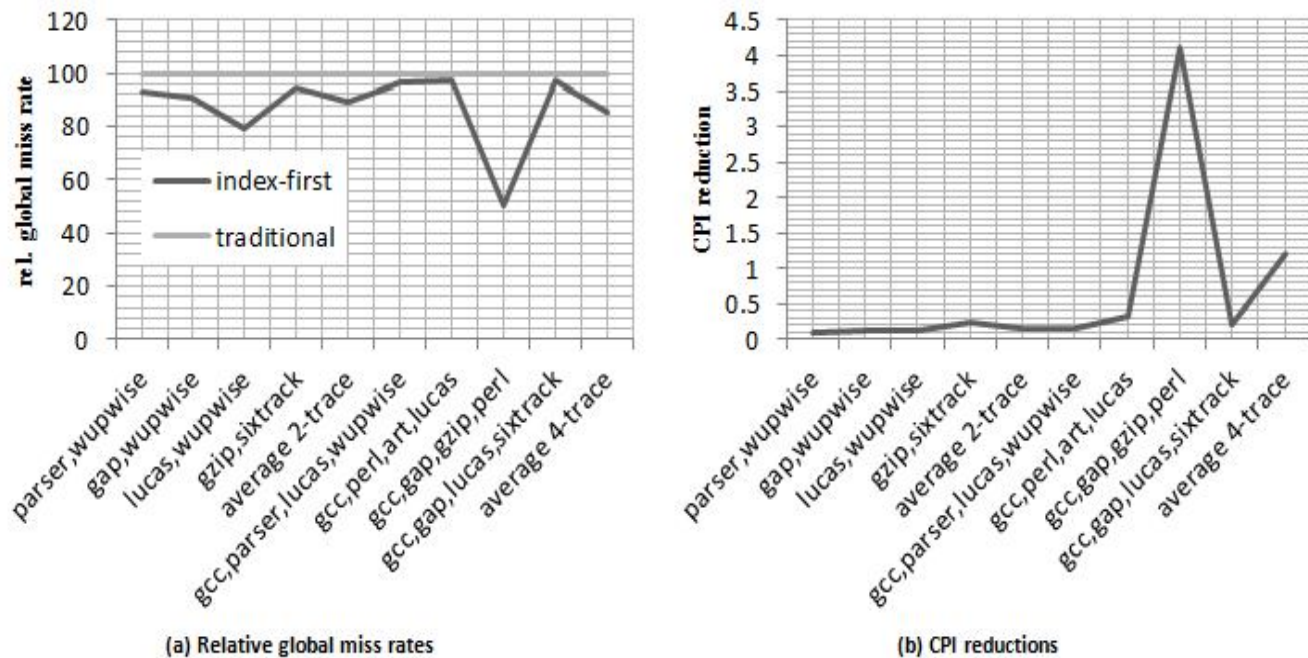 rel. global miss rate
120
100
80
60
40
20
0
index-first
traditional
parser,wupwise
gap,wupwise
lucas,wupwise
gzip,sixtrack
average 2-trace
gcc,parser,lucas,wupwise
gcc,perl,art,lucas
gcc,gap,gzip,perl
gcc,gap,lucas,sixtrack
average 4-trace
(a) Relative global miss rates
CPI reduction
4.5
4
3.5
3
2.5
2
1.5
1
0.5
0
parser,wupwise
gap,wupwise
lucas,wupwise
gzip,sixtrack
average 2-trace
gcc,parser,lucas,wupwise
gcc,perl,art,lucas
gcc,gap,gzip,perl
gcc,gap,lucas,sixtrack
average 4-trace
(b) CPI reductions